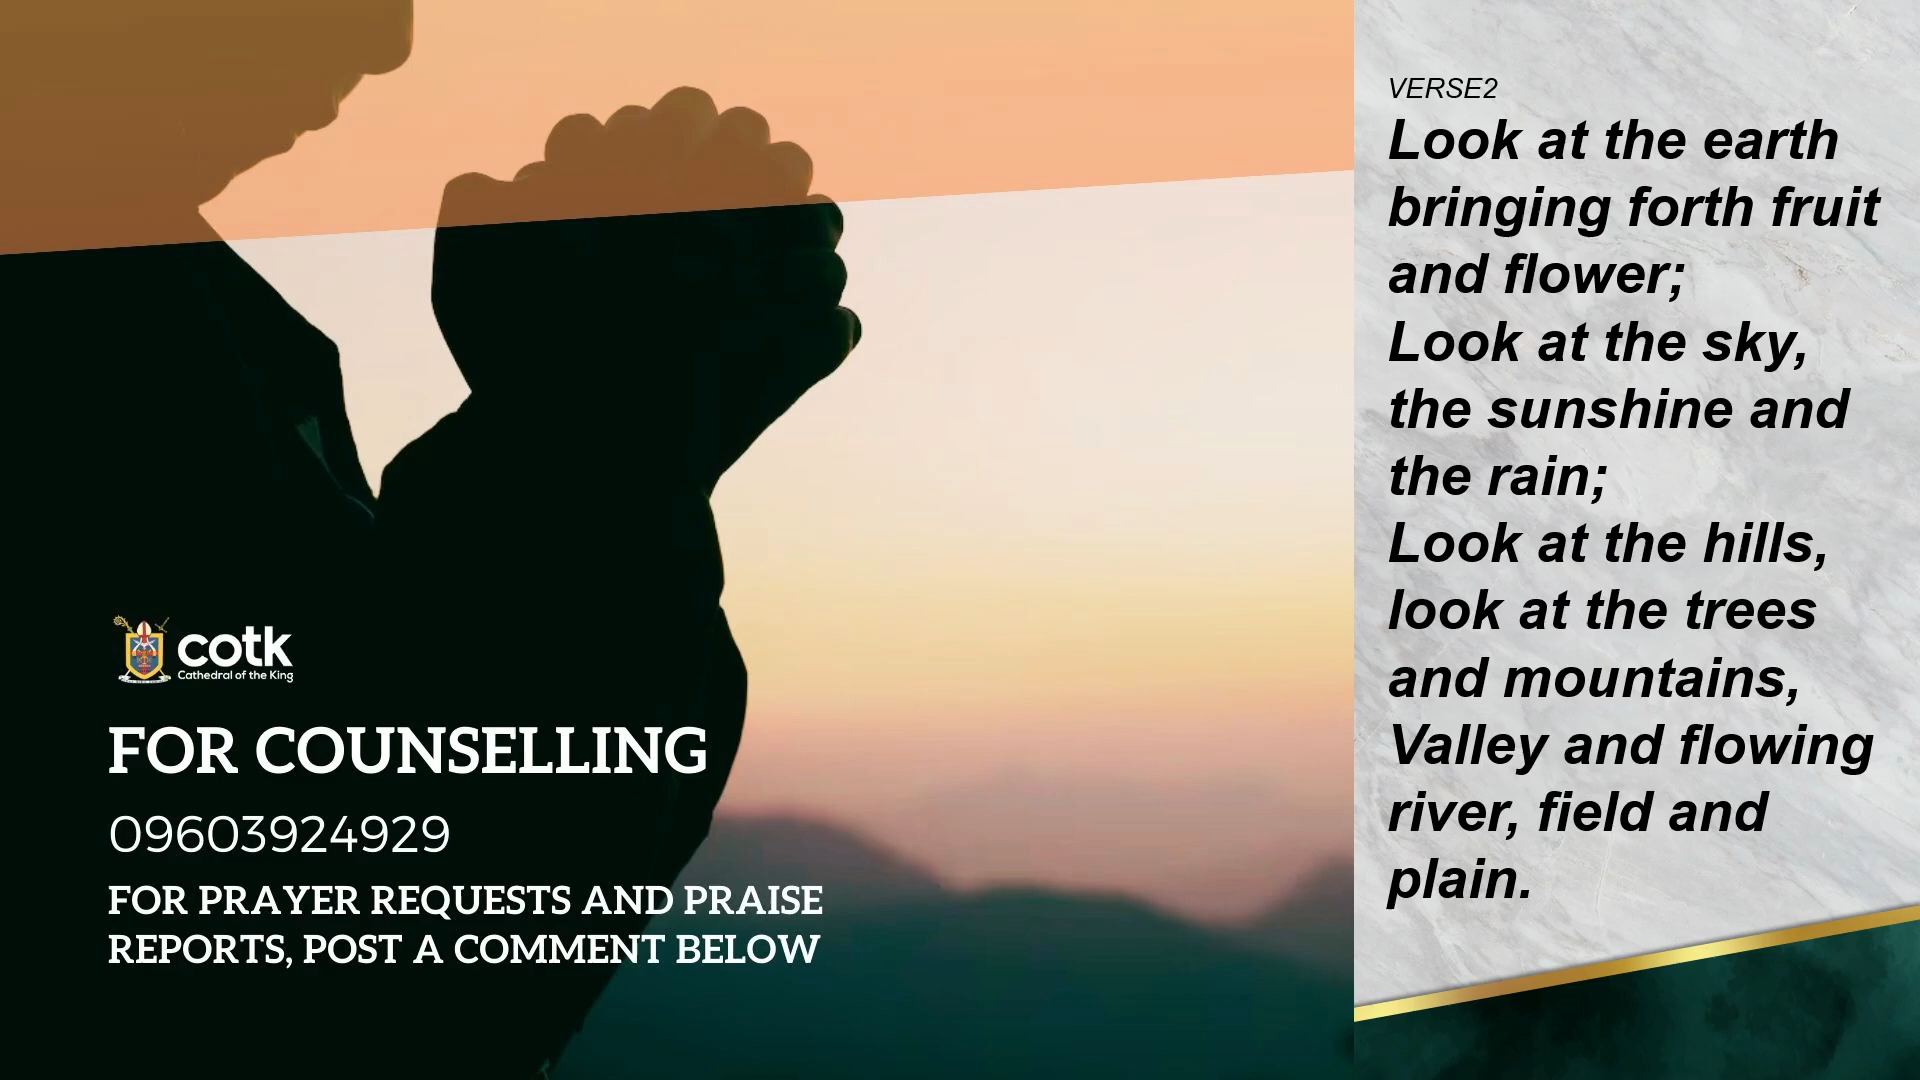 cotk
Cathedral of the King
FOR COUNSELLING
09603924929
FOR PRAYER REQUESTS AND PRAISE
REPORTS, POST A COMMENT BELOW
VERSE2
Look at the earth
bringing forth fruit
and flower;
Look at the sky,
the sunshine and
the rain;
Look at the hills,
look at the trees
and mountains,
Valley and flowing
river, field and
plain.